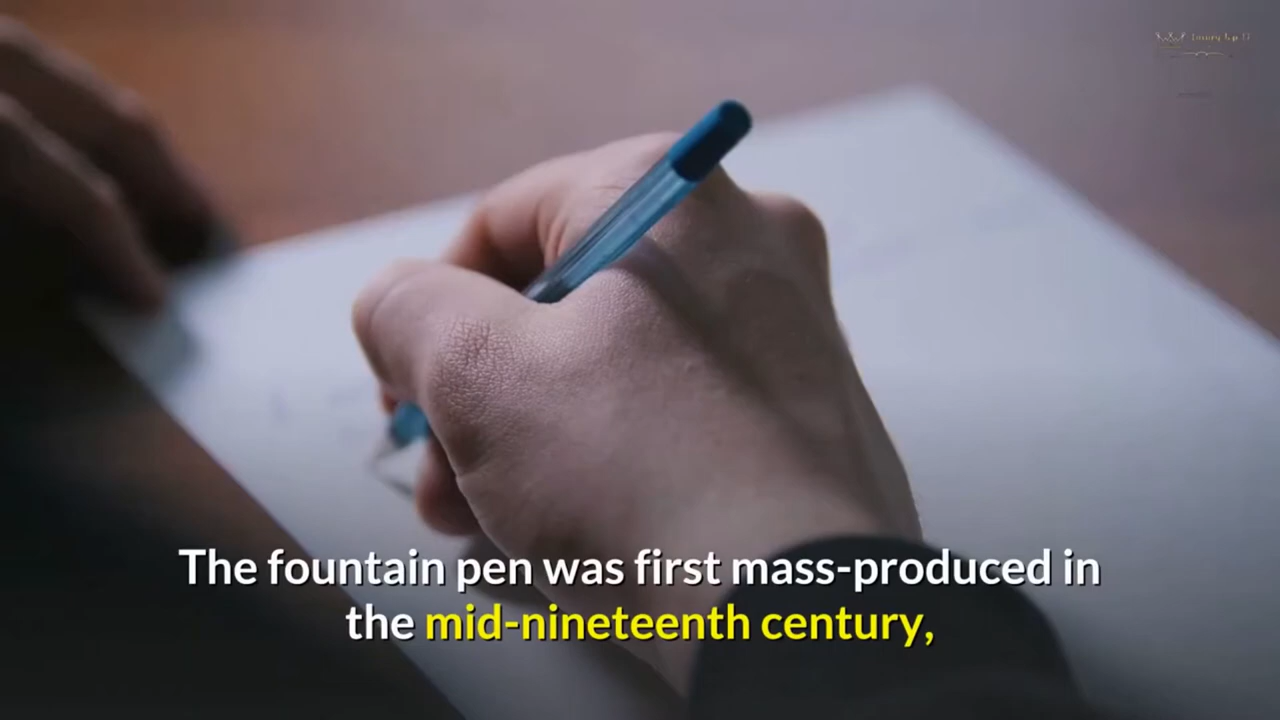 The fountain pen was first mass-produced in
the mid-nineteenth century,